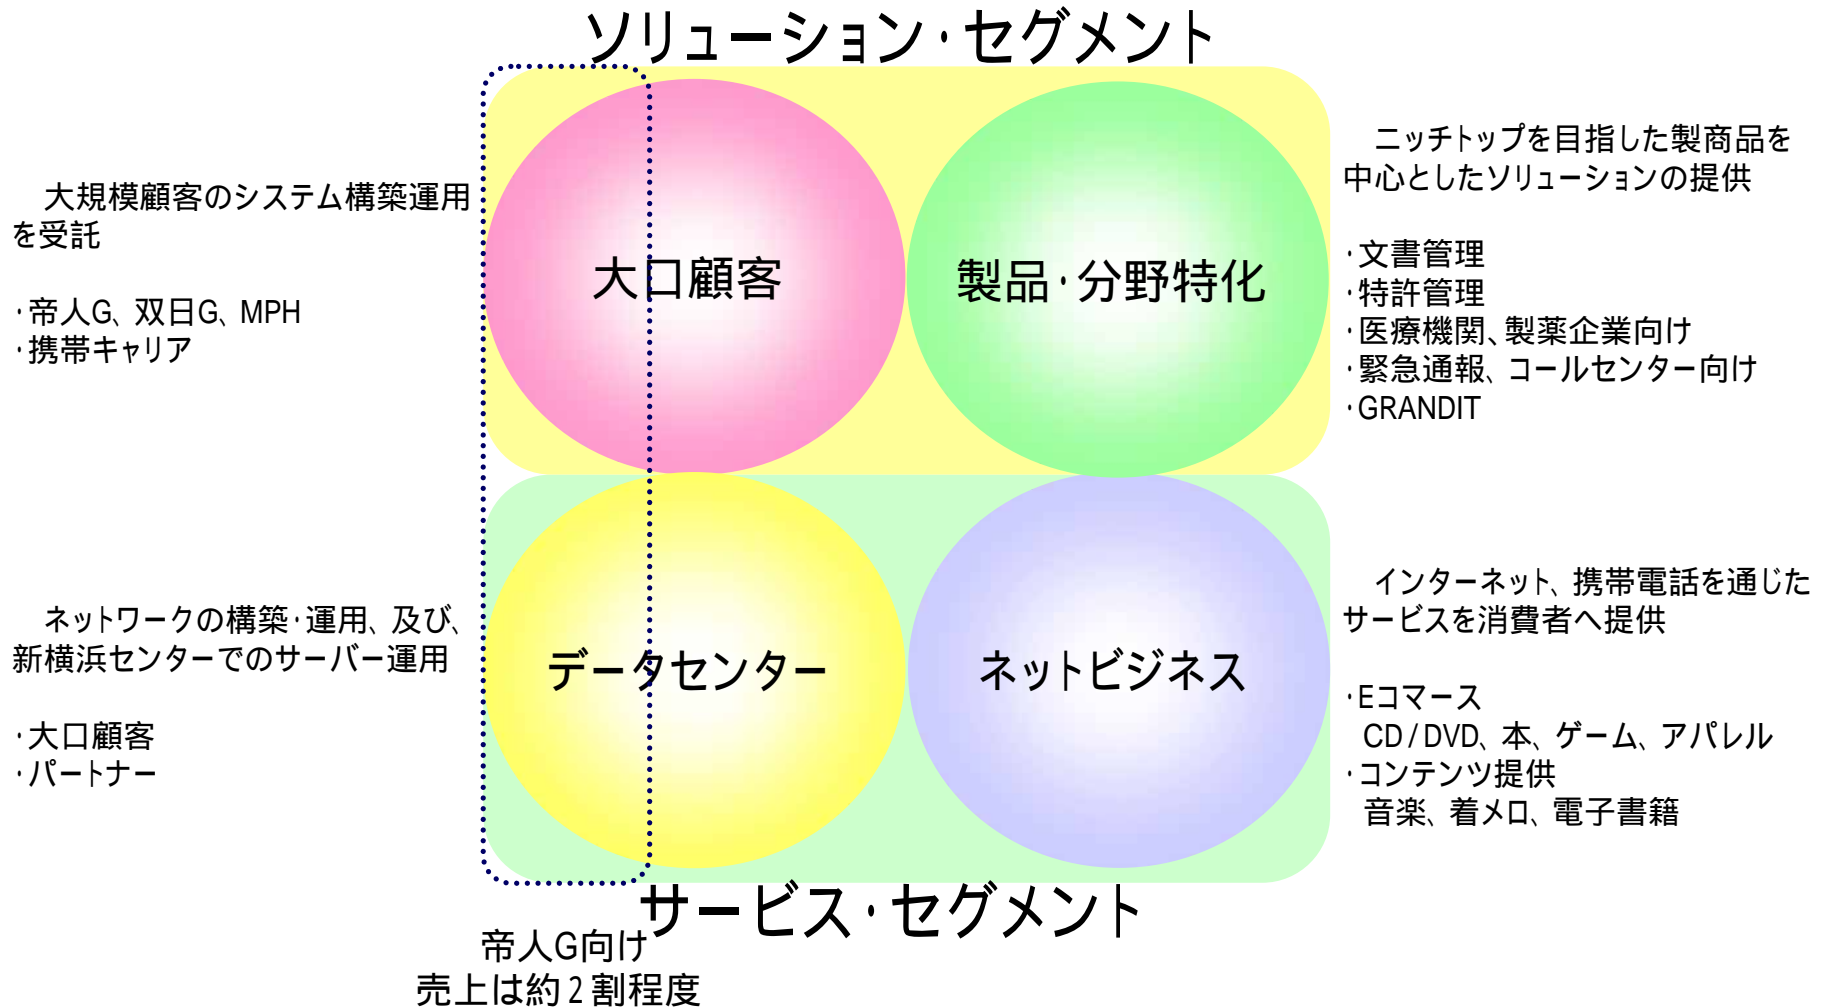 ソリューション・セグメント
大規模顧客のシステム構築運用
を受託
・帝人G、双日G、MPH
・携帯キャリア
大口顧客
製品・分野特化
ニッチトップを目指した製商品を
中心としたソリューションの提供
・文書管理
・特許管理
・医療機関、製薬企業向け
・緊急通報、コールセンター向け
・GRANDIT
ネットワークの構築・運用、及び、
新横浜センターでのサーバー運用
・大口顧客
・パートナー
データセンター
ネットビジネス
インターネット、携帯電話を通じた
サービスを消費者へ提供
・Eコマース
CD/DVD、本、ゲーム、アパレル
・コンテンツ提供
音楽、着メロ、電子書籍
サービス・セグメント
帝人G向け
売上は約2割程度